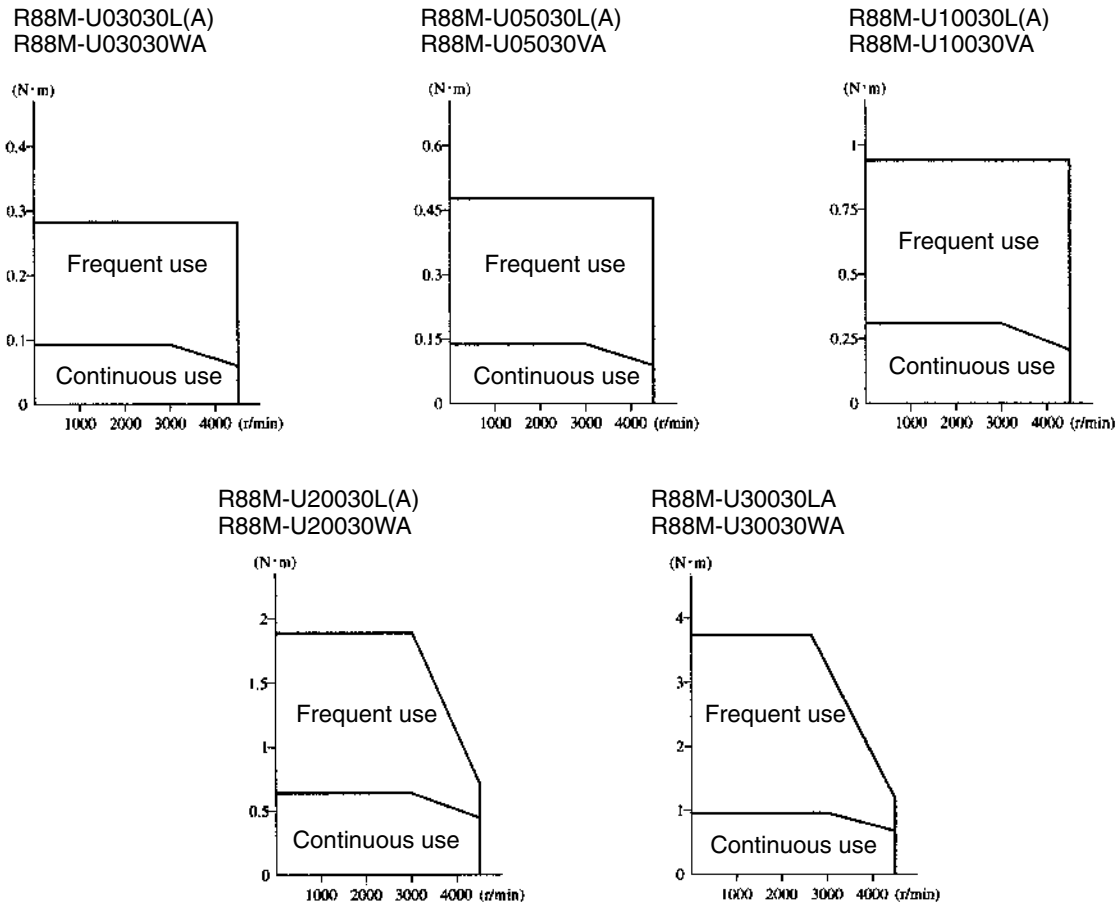 R88M-U03030L(A)
R88M-U03030WA
(N·m)
0.4
0.3
0.2
0.1
0
Frequent use
Continuous use
1000 2000 3000 4000 (r/min)
R88M-U05030L(A)
R88M-U05030VA
(N·m)
0.6
0.45
0.3
0.15
0
Frequent use
Continuous use
1000 2000 3000 4000 (r/min)
R88M-U10030L(A)
R88M-U10030VA
(N·m)
1
0.75
0.5
0.25
0
Frequent use
Continuous use
1000 2000 3000 4000 (r/min)
R88M-U20030L(A)
R88M-U20030WA
(N·m)
2
1.5
1
0.5
0
Frequent use
Continuous use
1000 2000 3000 4000 (r/min)
R88M-U30030LA
R88M-U30030WA
(N·m)
4
3
2
1
0
Frequent use
Continuous use
1000 2000 3000 4000 (r/min)